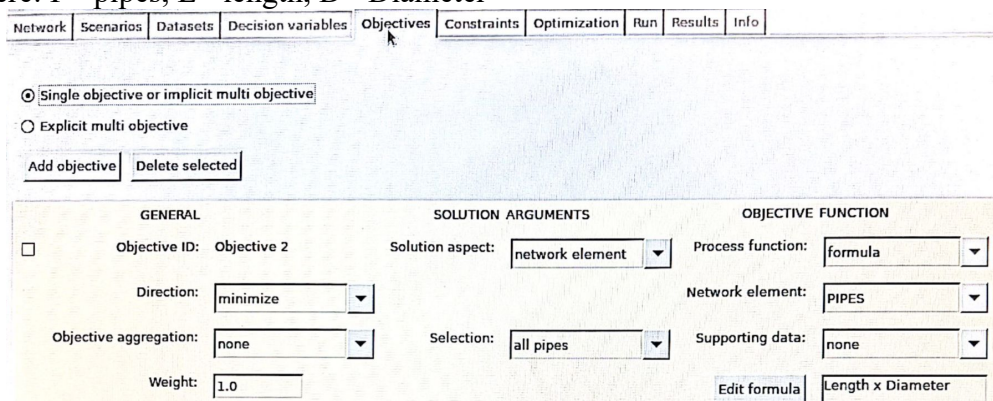 Network Scenarios Datasets Decision variables Objectives Constraints Optimization Run Results Info
Single objective or implicit multi objective
Explicit multi objective
Add objective Delete selected
GENERAL SOLUTION ARGUMENTS OBJECTIVE FUNCTION
Objective ID: Objective 2 Solution aspect: network element Process function: formula
Direction: minimize Network element: PIPES
Objective aggregation: none Selection: all pipes Supporting data: none
Weight: 1.0 Edit formula Length x Diameter